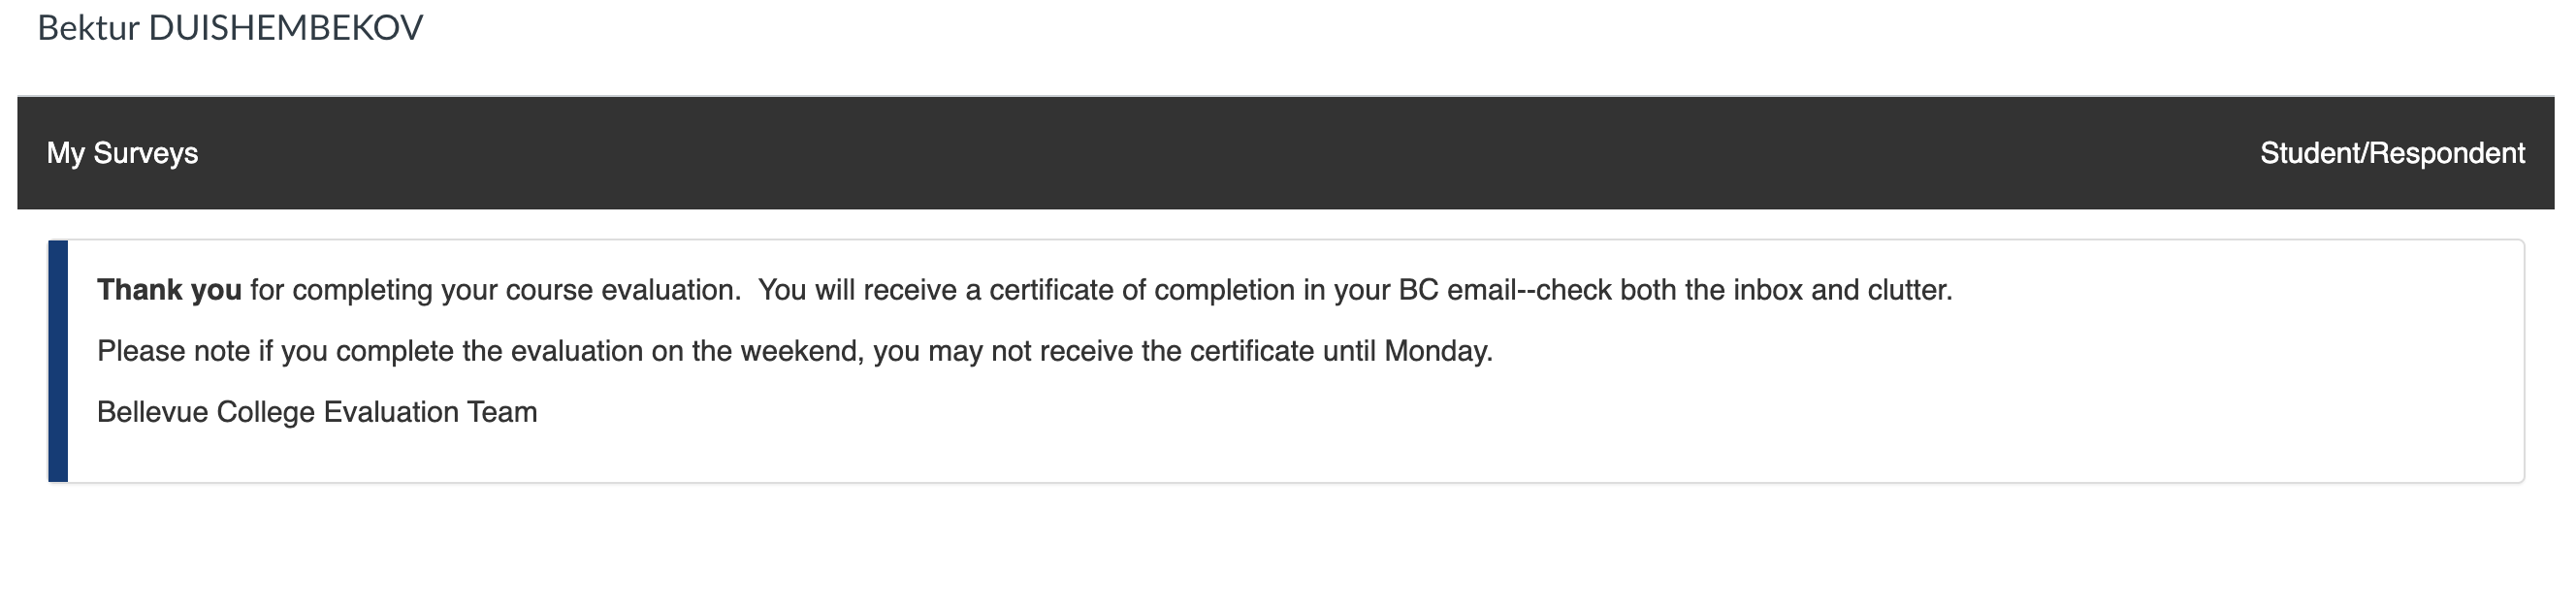 Bektur DUISHEMBEKOV
My Surveys
Student/Respondent
Thank you for completing your course evaluation.  You will receive a certificate of completion in your BC email--check both the inbox and clutter.
Please note if you complete the evaluation on the weekend, you may not receive the certificate until Monday.
Bellevue College Evaluation Team